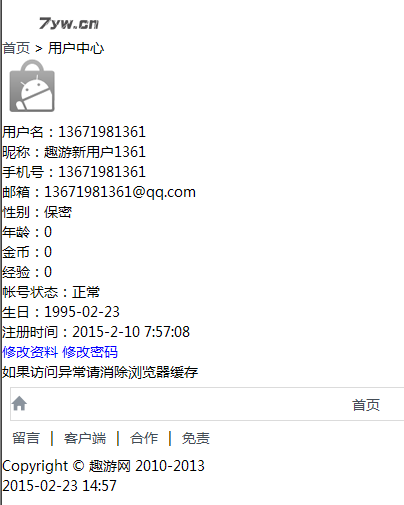 7yw.cn
首页 > 用户中心
用户名：13671981361
昵称：趣游新用户1361
手机号：13671981361
邮箱：13671981361@qq.com
性别：保密
年龄：0
金币：0
经验：0
帐号状态：正常
生日：1995-02-23
注册时间：2015-2-10 7:57:08
修改资料 修改密码
如果访问异常请消除浏览器缓存
首页
留言 | 客户端 | 合作 | 免责
Copyright © 趣游网 2010-2013
2015-02-23 14:57